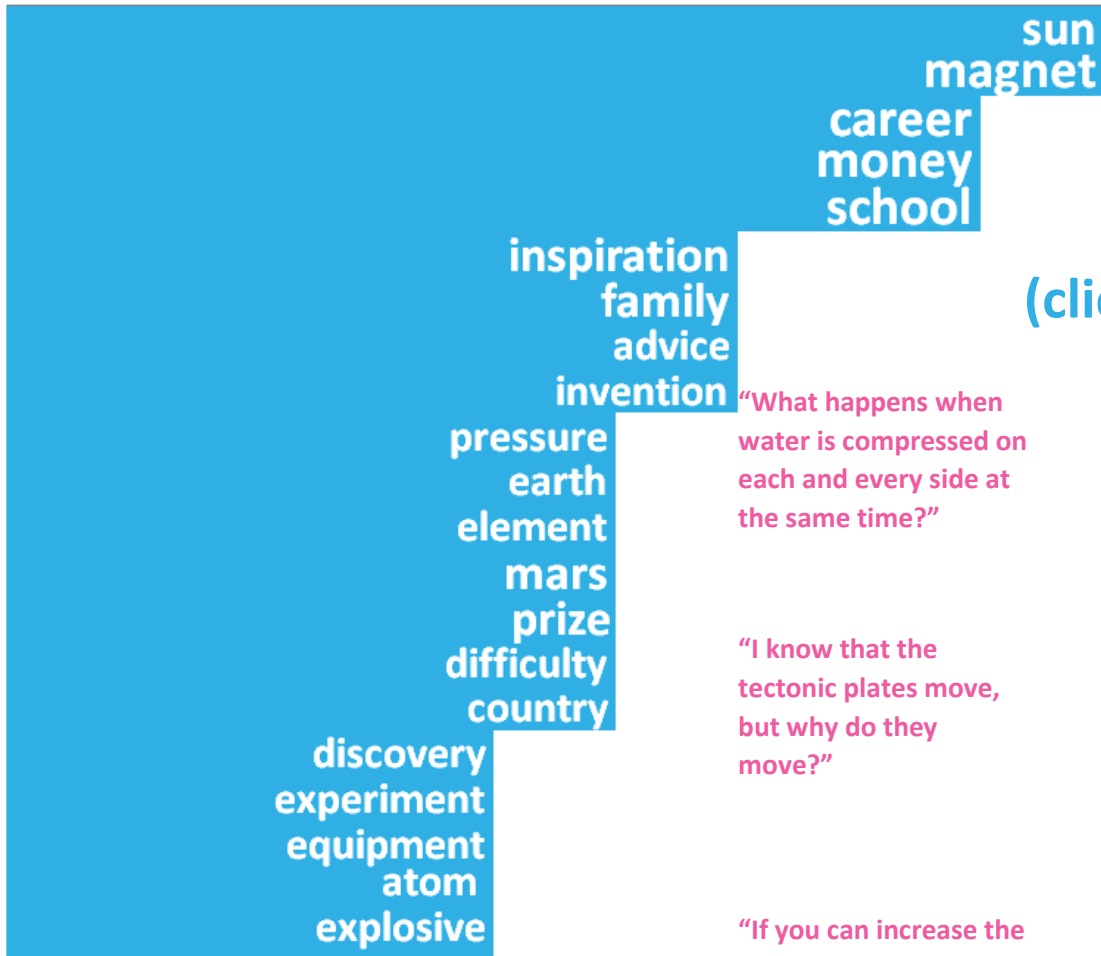 sun
magnet
career
money
school
inspiration
family
advice
invention
pressure
earth
element
mars
prize
difficulty
country
discovery
experiment
equipment
atom
explosive
(cli
“What happens when
water is compressed on
each and every side at
the same time?”
“I know that the
tectonic plates move,
but why do they
move?”
“If you can increase the